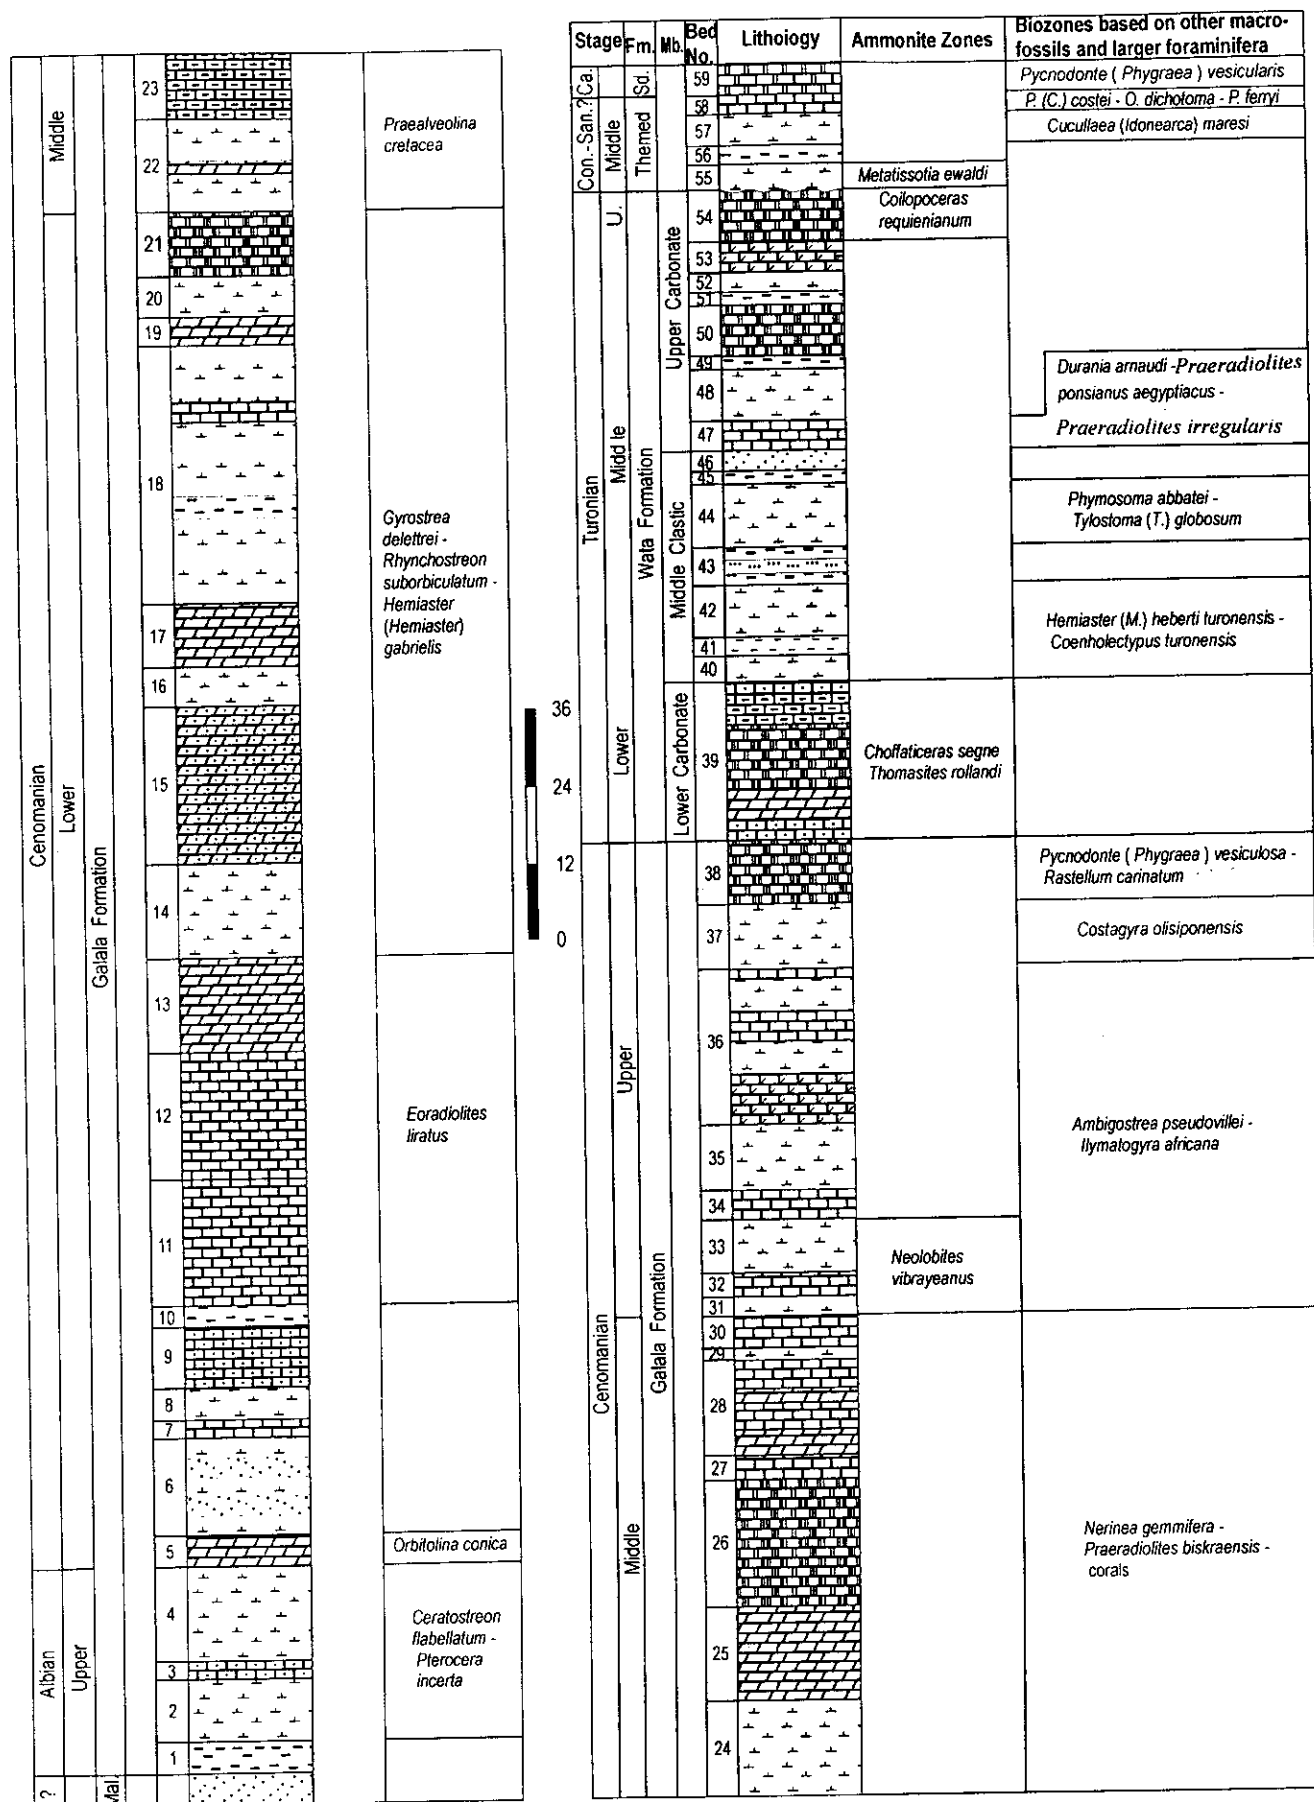 23
Middle
22
Praealveolina
cretacea
21
20
19
18
Gyrostrea
delettrei -
Rhynchostreon
suborbiculatum -
Hemiaster
(Hemiaster)
gabrielis
17
16
15
Cenomanian
Lower
Galala Formation
14
13
12
Eoradiolites
liratus
11
10
9
8
7
6
5
Orbitolina conica
4
Ceratostreon
flabellatum -
Pterocera
incerta
3
Albian
Upper
2
1
?
Mal.
36
24
12
0
Stage
Fm.
Mb.
Bed
No.
Lithoiogy
Ammonite Zones
Biozones based on other macro-
fossils and larger foraminifera
Ca.
Sd.
59
Pycnodonte ( Phygraea ) vesicularis
58
P. (C.) costei - O. dichotoma - P. ferryi
Con.-San.?
Middle
Themed
57
Cucullaea (Idonearca) maresi
56
55
Metatissotia ewaldi
U.
54
Coilopoceras
requienianum
53
52
51
Upper Carbonate
50
49
48
Durania arnaudi -Praeradiolites
ponsianus aegyptiacus -
47
Praeradiolites irregularis
46
45
Turonian
Middle
Wata Formation
Middle Clastic
44
Phymosoma abbatei -
Tylostoma (T.) globosum
43
42
Hemiaster (M.) heberti turonensis -
Coenholectypus turonensis
41
40
Lower
Lower Carbonate
39
Choffaticeras segne
Thomasites rollandi
38
Pycnodonte ( Phygraea ) vesiculosa -
Rastellum carinatum
37
Costagyra olisiponensis
36
Upper
35
Ambigostrea pseudovillei -
Ilymatogyra africana
34
33
Neolobites
vibrayeanus
32
31
Cenomanian
Galala Formation
30
29
28
27
26
Middle
Nerinea gemmifera -
Praeradiolites biskraensis -
corals
25
24